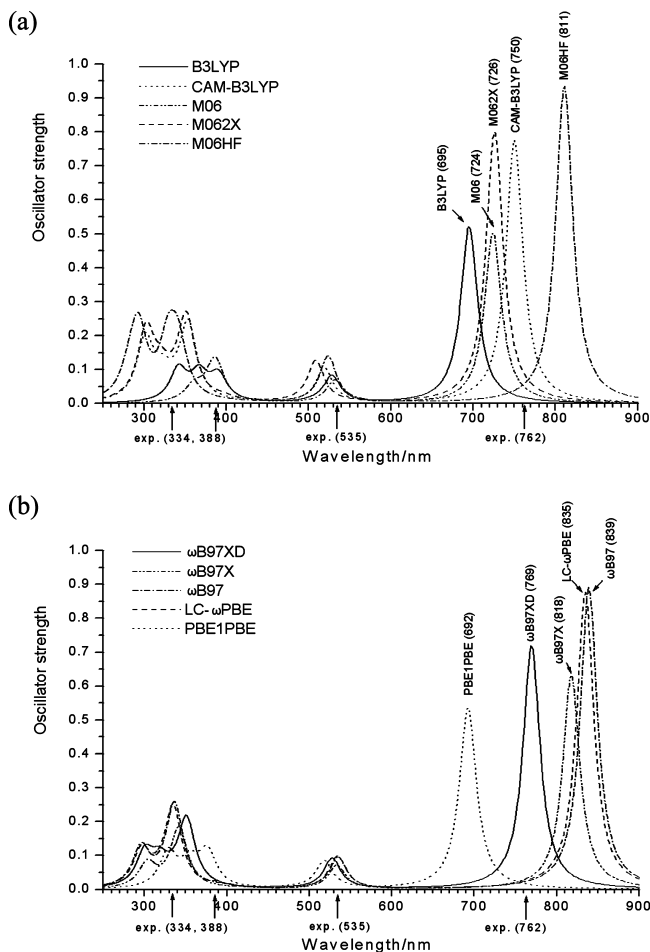 (a)
B3LYP
CAM-B3LYP
M06
M062X
M06HF
B3LYP (695)
M06 (724)
M062X (726)
CAM-B3LYP (750)
M06HF (811)
Oscillator strength
1.0
0.9
0.8
0.7
0.6
0.5
0.4
0.3
0.2
0.1
0.0
300 400 500 600 700 800 900
exp. (334, 388) exp. (535) exp. (762)
Wavelength/nm
(b)
ωB97XD
ωB97X
ωB97
LC-ωPBE
PBE1PBE
PBE1PBE (692)
ωB97XD (769)
ωB97X (818)
LC-ωPBE (835)
ωB97 (839)
Oscillator strength
1.0
0.9
0.8
0.7
0.6
0.5
0.4
0.3
0.2
0.1
0.0
300 400 500 600 700 800 900
exp. (334, 388) exp. (535) exp. (762)
Wavelength/nm